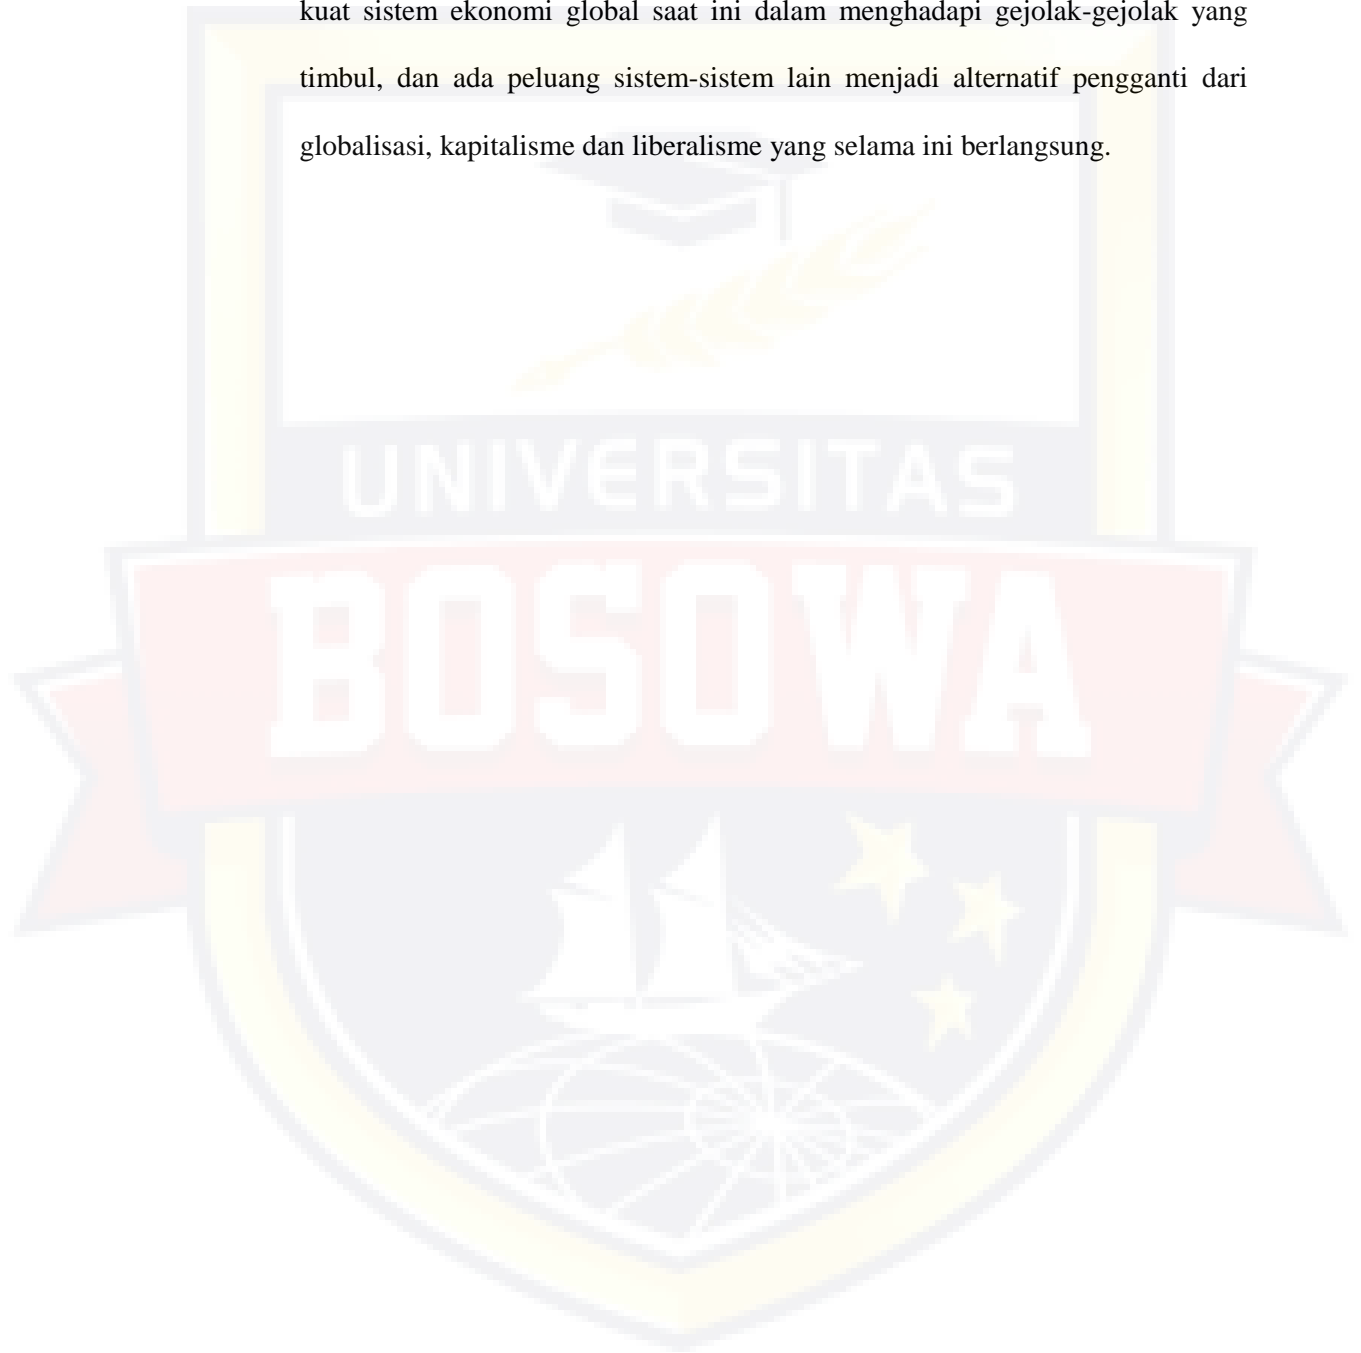 kuat sistem ekonomi global saat ini dalam menghadapi gejolak-gejolak yang
timbul, dan ada peluang sistem-sistem lain menjadi alternatif pengganti dari
globalisasi, kapitalisme dan liberalisme yang selama ini berlangsung.
UNIVERSITAS
BOSOWA